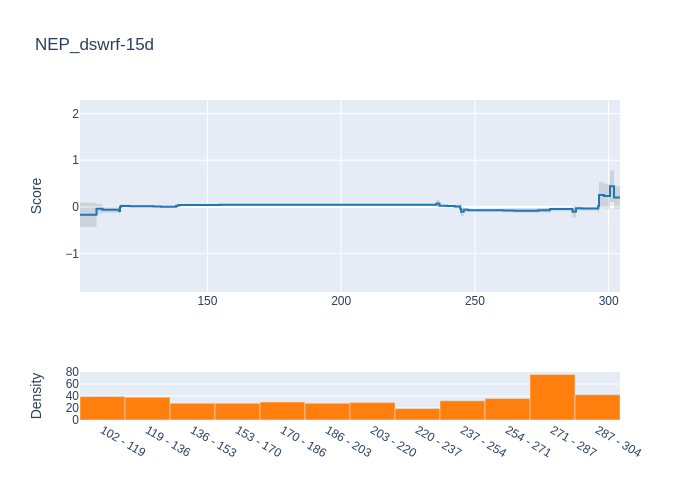 NEP_dswrf-15d
2
1
0
−1
Score
150
200
250
300
80
60
40
20
0
Density
102 - 119
119 - 136
136 - 153
153 - 170
170 - 186
186 - 203
203 - 220
220 - 237
237 - 254
254 - 271
271 - 287
287 - 304